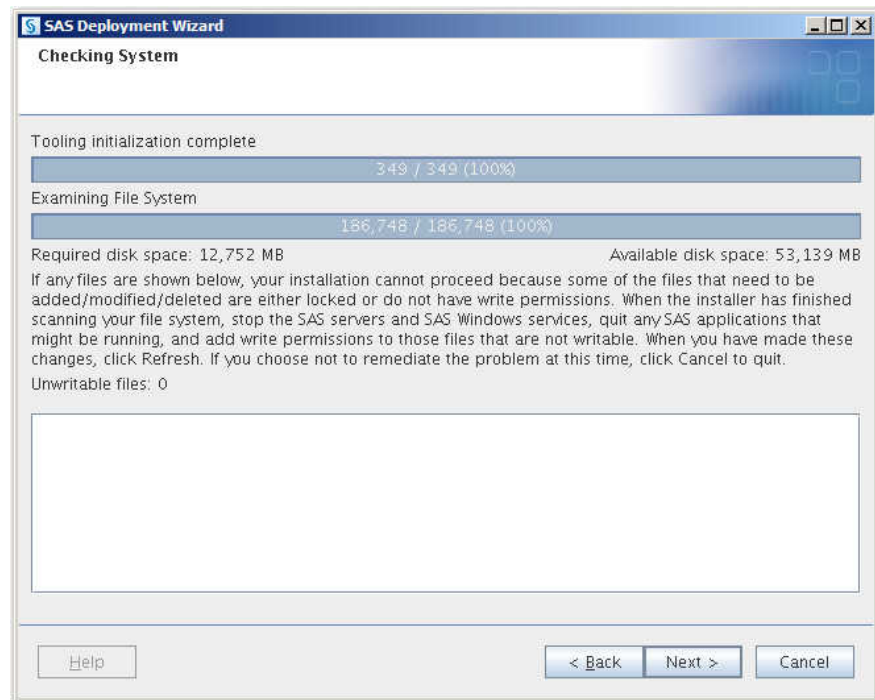 SAS Deployment Wizard
Checking System
Tooling initialization complete
349 / 349 (100%)
Examining File System
186,748 / 186,748 (100%)
Required disk space: 12,752 MB
Available disk space: 53,139 MB
If any files are shown below, your installation cannot proceed because some of the files that need to be
added/modified/deleted are either locked or do not have write permissions. When the installer has finished
scanning your file system, stop the SAS servers and SAS Windows services, quit any SAS applications that
might be running, and add write permissions to those files that are not writable. When you have made these
changes, click Refresh. If you choose not to remediate the problem at this time, click Cancel to quit.
Unwritable files: 0
Help
< Back
Next >
Cancel